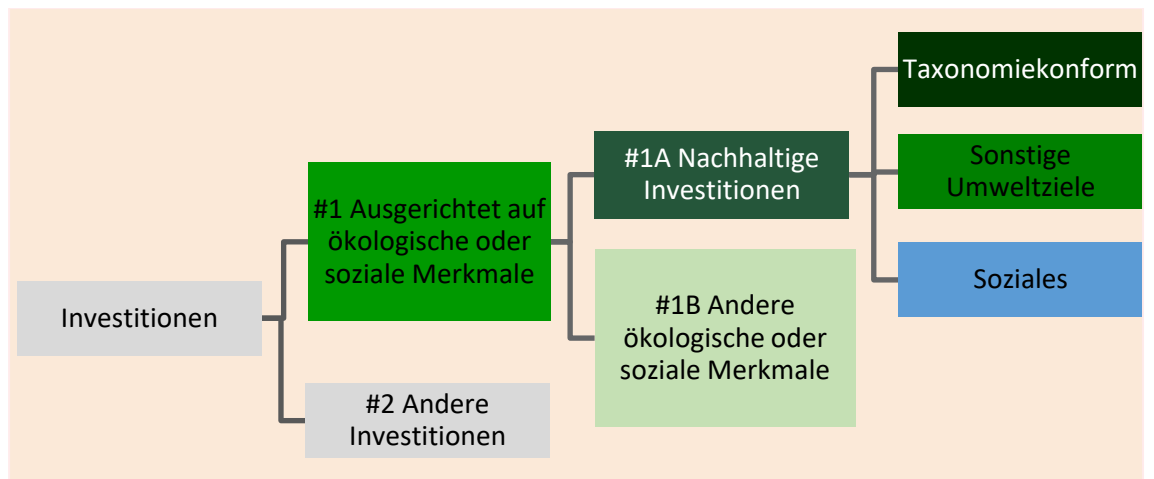 Investitionen
#1 Ausgerichtet auf
ökologische oder
soziale Merkmale
#2 Andere
Investitionen
#1A Nachhaltige
Investitionen
#1B Andere
ökologische oder
soziale Merkmale
Taxonomiekonform
Sonstige
Umweltziele
Soziales